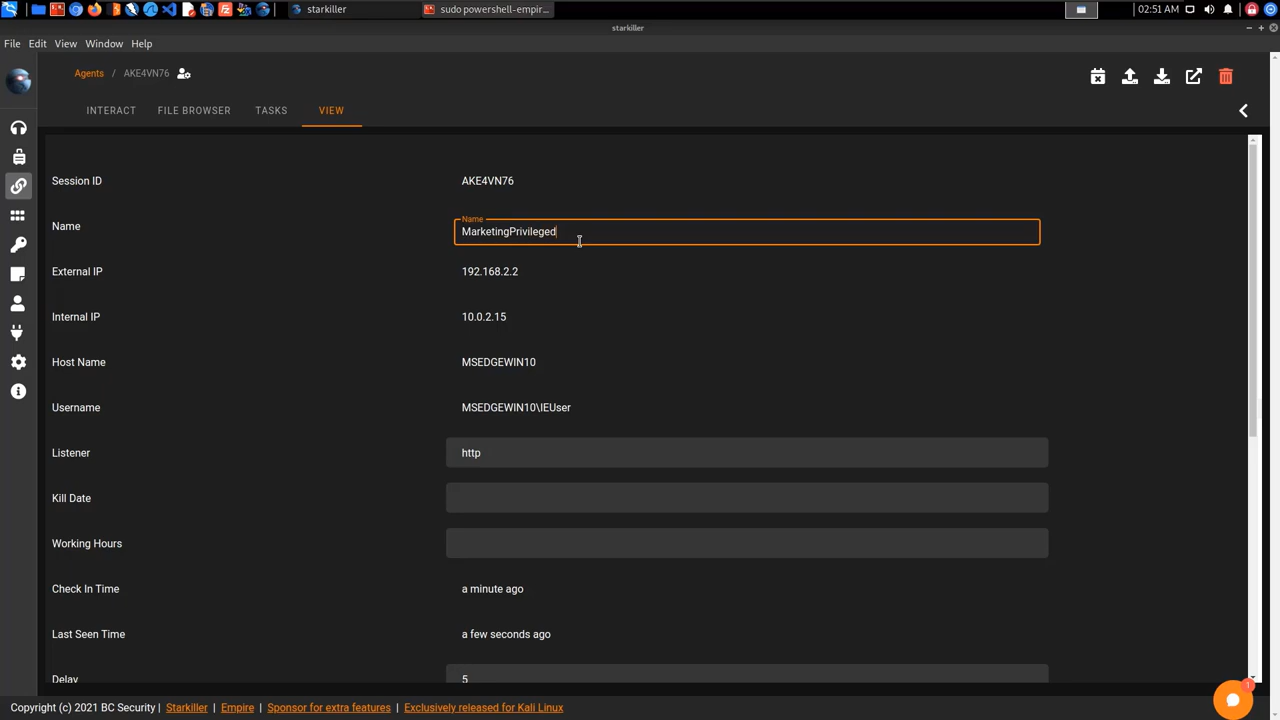 starkiller
sudo powershell-empir...
02:51 AM
starkiller
File Edit View Window Help
Agents / AKE4VN76
INTERACT FILE BROWSER TASKS VIEW
Session ID AKE4VN76
Name
Name MarketingPrivileged
External IP 192.168.2.2
Internal IP 10.0.2.15
Host Name MSEDGEWIN10
Username MSEDGEWIN10\IEUser
Listener http
Kill Date
Working Hours
Check In Time a minute ago
Last Seen Time a few seconds ago
Delay 5
Copyright (c) 2021 BC Security | Starkiller | Empire | Sponsor for extra features | Exclusively released for Kali Linux
1